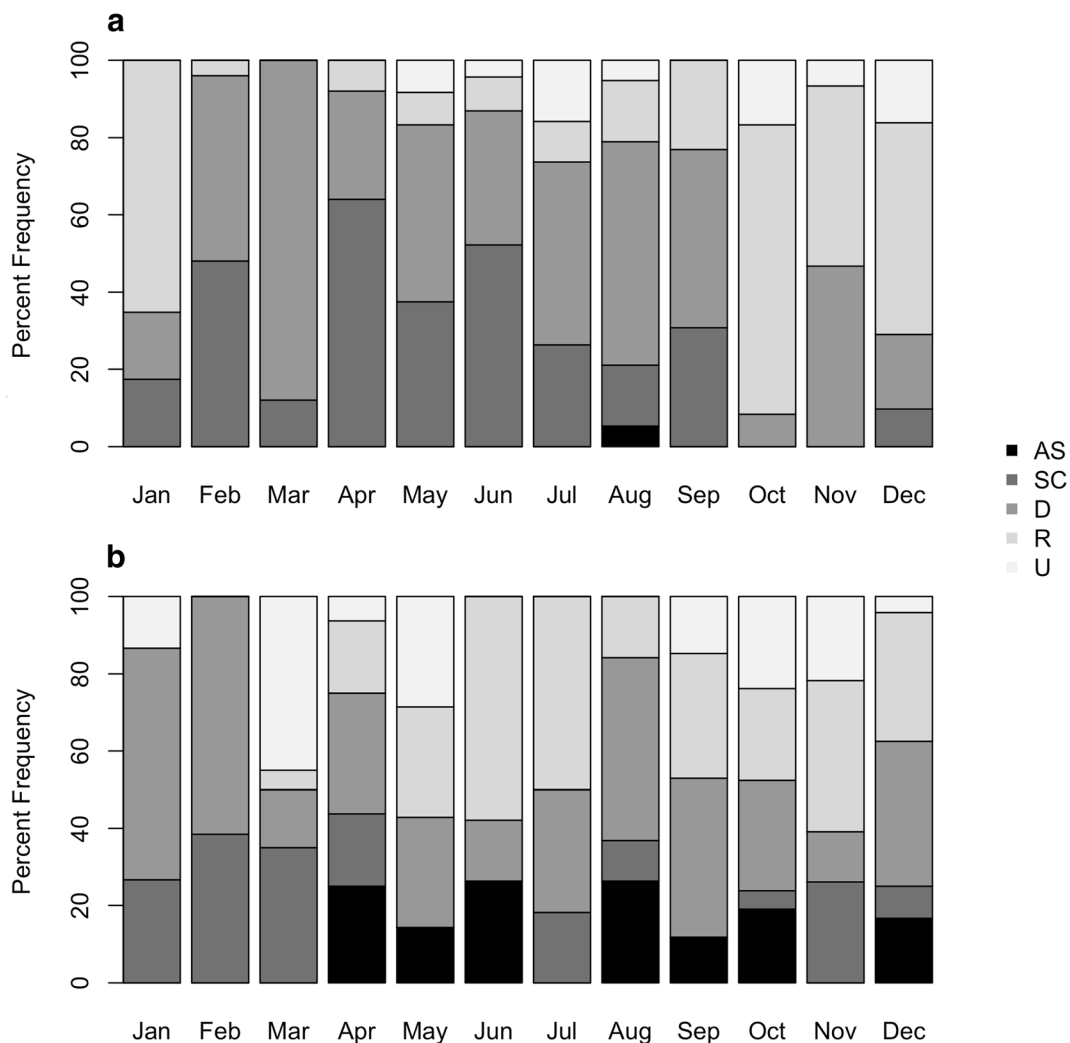 a
Percent Frequency
100
80
60
40
20
0
Jan Feb Mar Apr May Jun Jul Aug Sep Oct Nov Dec
AS
SC
D
R
U
b
Percent Frequency
100
80
60
40
20
0
Jan Feb Mar Apr May Jun Jul Aug Sep Oct Nov Dec